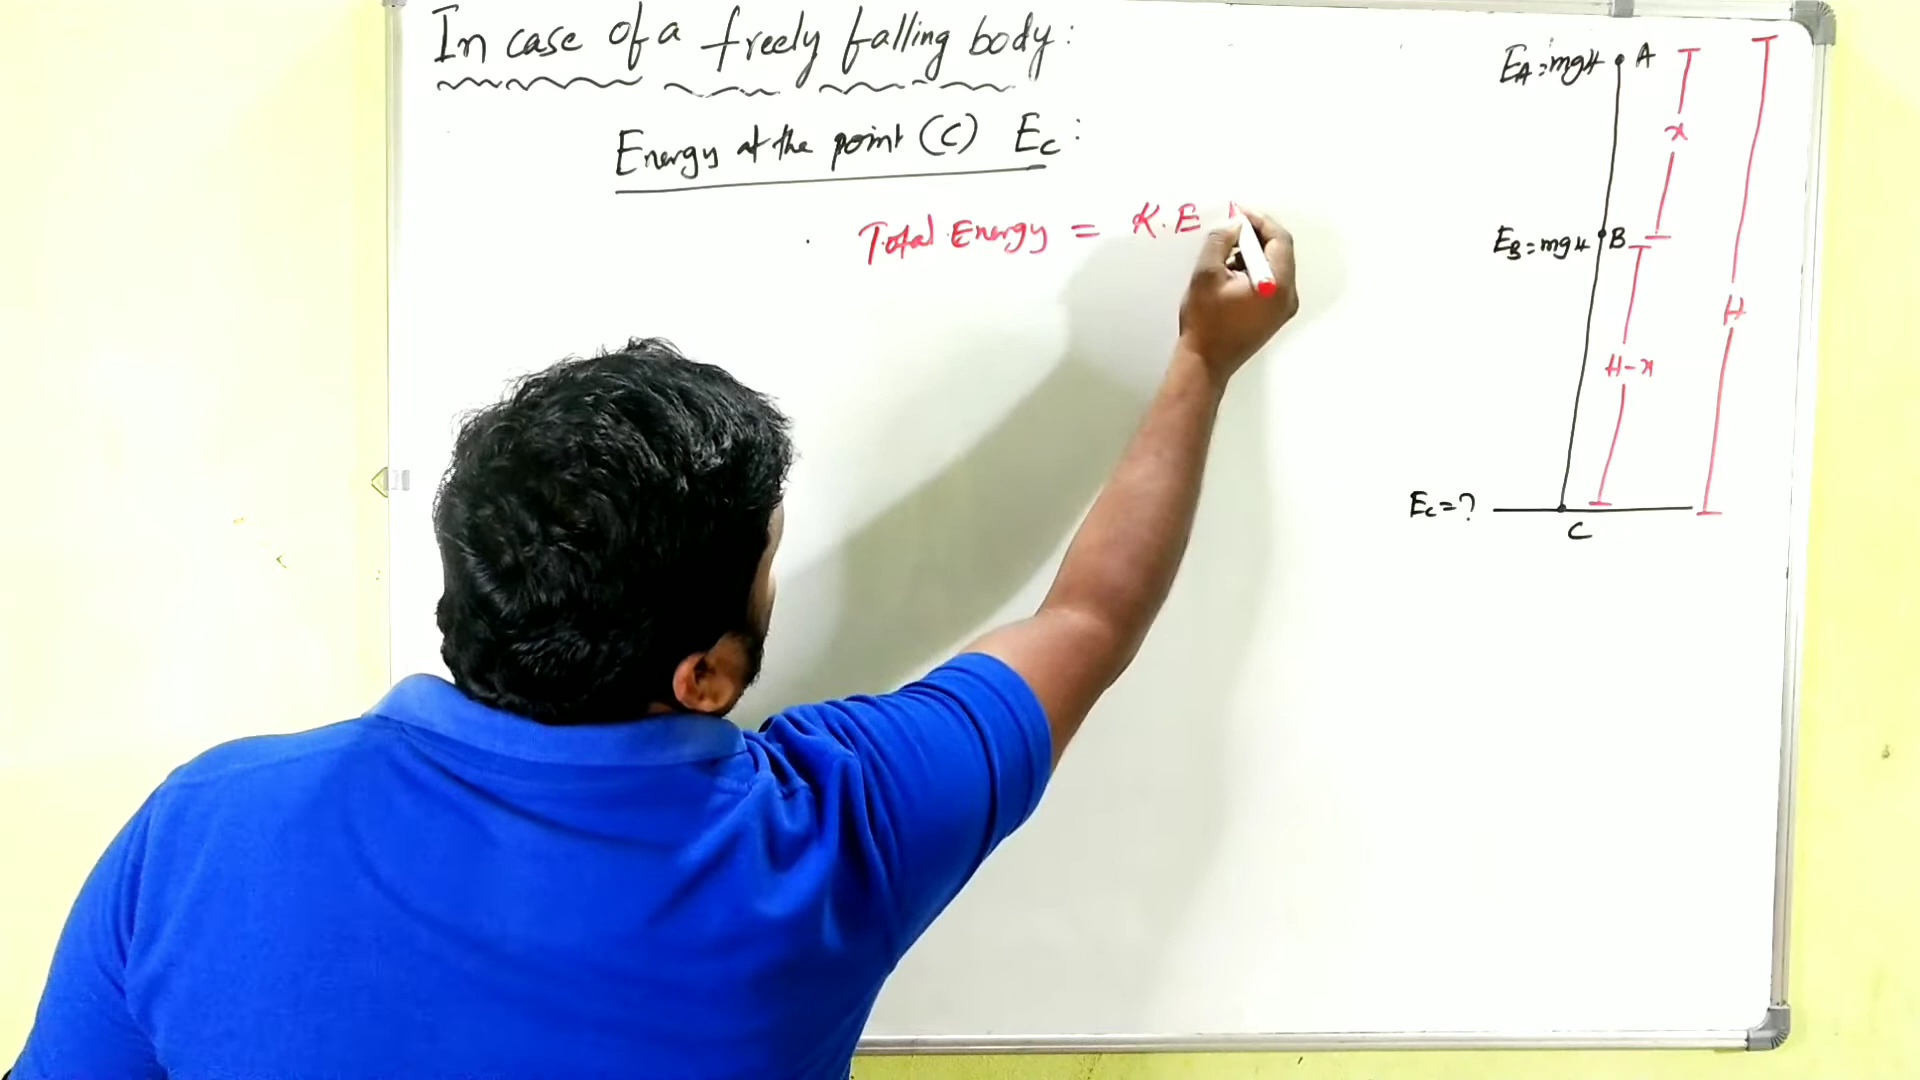 In case of a freely falling body:
Energy at the point (C) Ec:
Total Energy = K.E
EA=mgH A
x
EB=mgH B
H
H-x
Ec=?
C